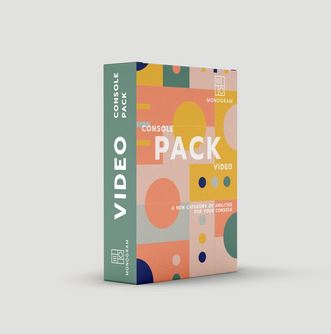 CONSOLE
PACK
VIDEO
MONOGRAM
MONOGRAM
CONSOLE
PACK
VIDEO
A NEW CATEGORY OF ABILITIES
FOR YOUR CONSOLE